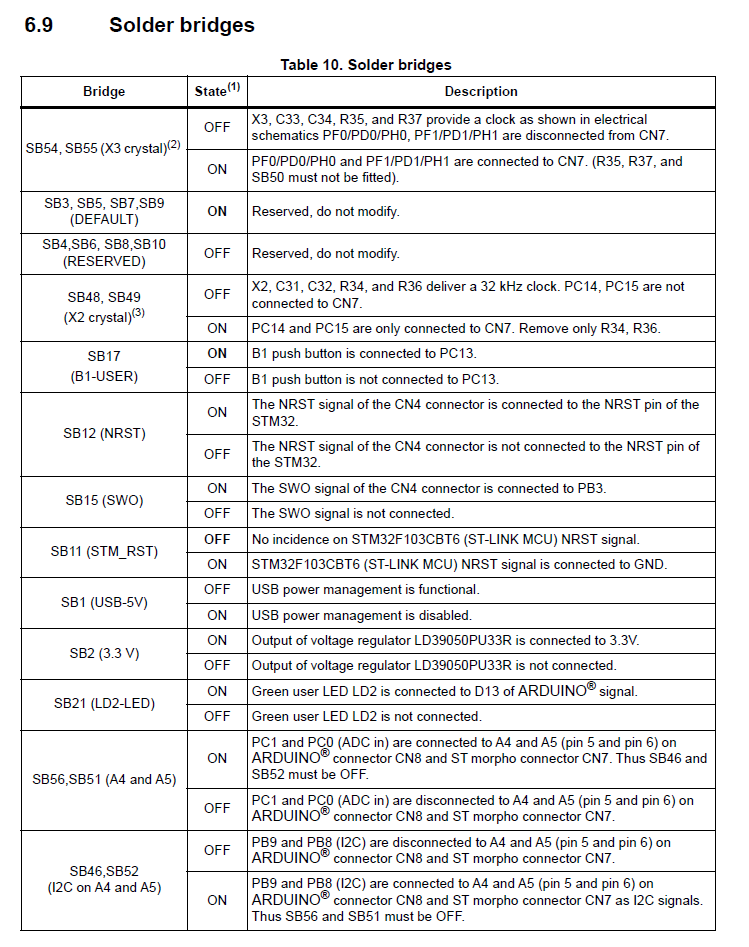 6.9 Solder bridges
Table 10. Solder bridges
Bridge State(1) Description
SB54, SB55 (X3 crystal)(2)
OFF
X3, C33, C34, R35, and R37 provide a clock as shown in electrical
schematics PF0/PD0/PH0, PF1/PD1/PH1 are disconnected from CN7.
ON
PF0/PD0/PH0 and PF1/PD1/PH1 are connected to CN7. (R35, R37, and
SB50 must not be fitted).
SB3, SB5, SB7,SB9
(DEFAULT)
ON Reserved, do not modify.
SB4,SB6, SB8,SB10
(RESERVED)
OFF Reserved, do not modify.
SB48, SB49
(X2 crystal)(3)
OFF
X2, C31, C32, R34, and R36 deliver a 32 kHz clock. PC14, PC15 are not
connected to CN7.
ON PC14 and PC15 are only connected to CN7. Remove only R34, R36.
SB17
(B1-USER)
ON B1 push button is connected to PC13.
OFF B1 push button is not connected to PC13.
SB12 (NRST)
ON
The NRST signal of the CN4 connector is connected to the NRST pin of the
STM32.
OFF
The NRST signal of the CN4 connector is not connected to the NRST pin of
the STM32.
SB15 (SWO)
ON The SWO signal of the CN4 connector is connected to PB3.
OFF The SWO signal is not connected.
SB11 (STM_RST)
OFF No incidence on STM32F103CBT6 (ST-LINK MCU) NRST signal.
ON STM32F103CBT6 (ST-LINK MCU) NRST signal is connected to GND.
SB1 (USB-5V)
OFF USB power management is functional.
ON USB power management is disabled.
SB2 (3.3 V)
ON Output of voltage regulator LD39050PU33R is connected to 3.3V.
OFF Output of voltage regulator LD39050PU33R is not connected.
SB21 (LD2-LED)
ON Green user LED LD2 is connected to D13 of ARDUINO® signal.
OFF Green user LED LD2 is not connected.
SB56,SB51 (A4 and A5)
ON
PC1 and PC0 (ADC in) are connected to A4 and A5 (pin 5 and pin 6) on
ARDUINO® connector CN8 and ST morpho connector CN7. Thus SB46 and
SB52 must be OFF.
OFF
PC1 and PC0 (ADC in) are disconnected to A4 and A5 (pin 5 and pin 6) on
ARDUINO® connector CN8 and ST morpho connector CN7.
SB46,SB52
(I2C on A4 and A5)
OFF
PB9 and PB8 (I2C) are disconnected to A4 and A5 (pin 5 and pin 6) on
ARDUINO® connector CN8 and ST morpho connector CN7.
ON
PB9 and PB8 (I2C) are connected to A4 and A5 (pin 5 and pin 6) on
ARDUINO® connector CN8 and ST morpho connector CN7 as I2C signals.
Thus SB56 and SB51 must be OFF.